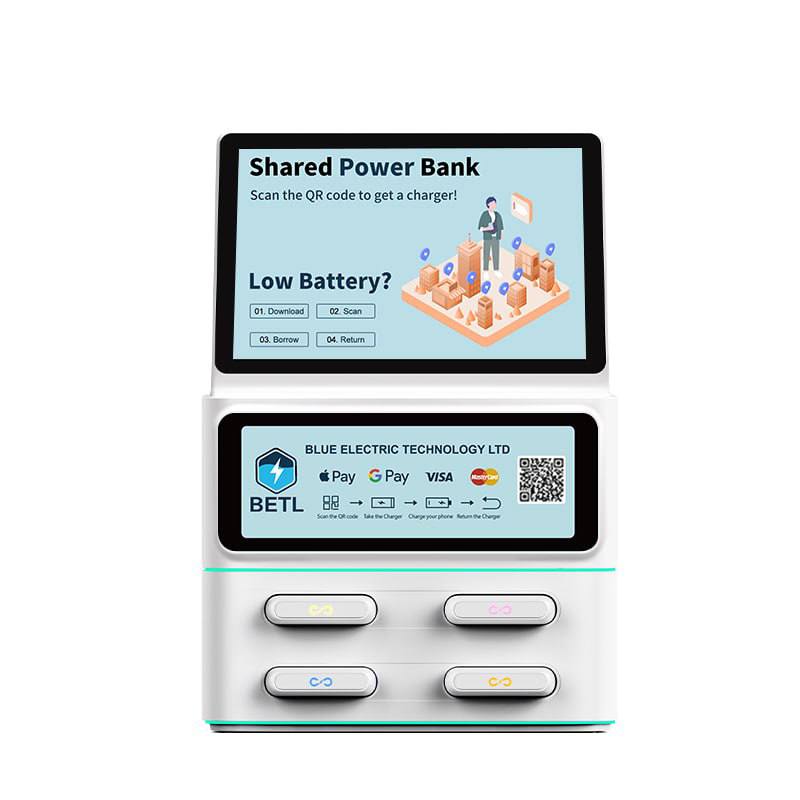 Shared Power Bank
Scan the QR code to get a charger!
Low Battery?
01. Download
02. Scan
03. Borrow
04. Return
BLUE ELECTRIC TECHNOLOGY LTD
BETL
Pay
G Pay
VISA
MasterCard
Scan the QR code
Take the Charger
Charge your phone
Return the Charger